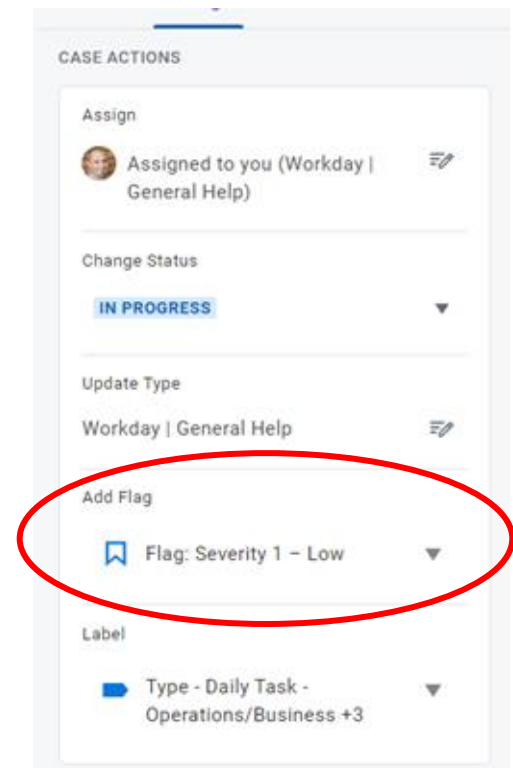 CASE ACTIONS
Assign
Assigned to you (Workday |
General Help)
Change Status
IN PROGRESS
Update Type
Workday | General Help
Add Flag
Flag: Severity 1 – Low
Label
Type - Daily Task -
Operations/Business +3